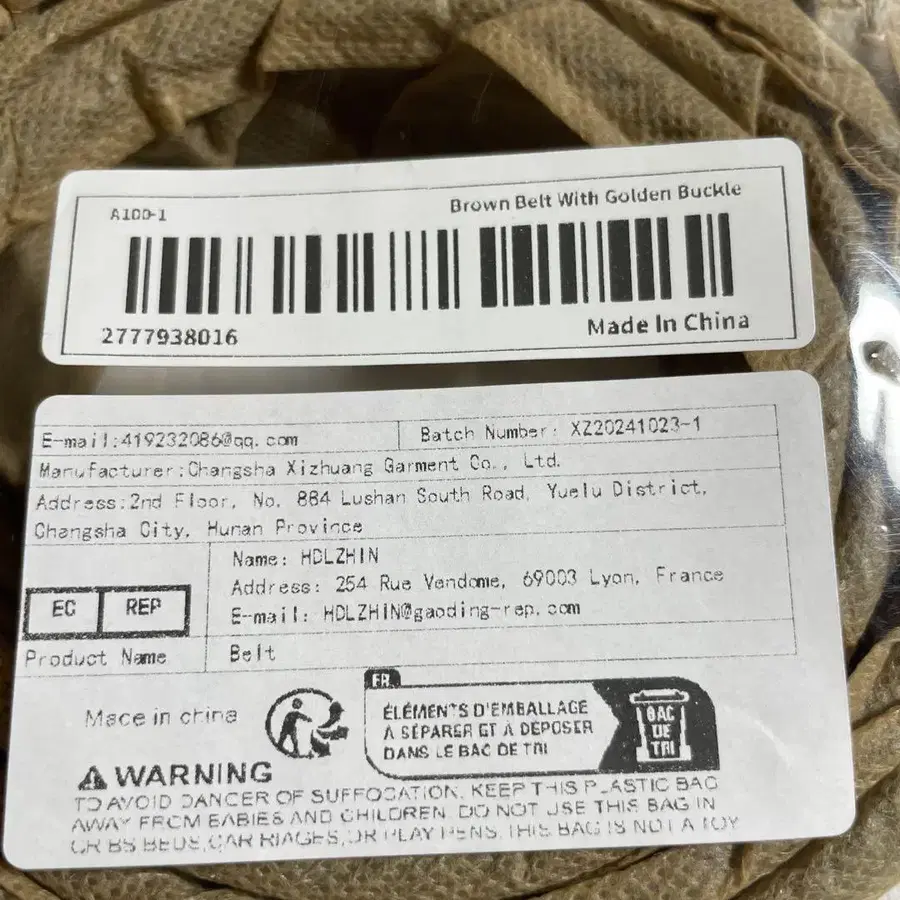 A100-1
Brown Belt With Golden Buckle
2777938016
Made In China
E-mail:419232086@qq.com
Batch Number: XZ20241023-1
Manufacturer:Changsha Xizhuang Garment Co., Ltd.
Address:2nd Floor, No. 884 Lushan South Road, Yuelu District,
Changsha City, Hunan Province
EC REP
Name: HDLZHIN
Address: 254 Rue Vendome, 69003 Lyon, France
E-mail: HDLZHIN@gaoding-rep.com
Product Name
Belt
Made in china
FR
ÉLÉMENTS D'EMBALLAGE
À SÉPARER ET À DÉPOSER
DANS LE BAC DE TRI
BAC
DE
TRI
WARNING
TO AVOID DANCER OF SUFFOCATION, KEEP THIS PLASTIC BAG
AWAY FROM BABIES AND CHILDREN. DO NOT USE THIS BAG IN
CRIBS BEDS, CARRIAGES, OR PLAY PENS. THIS BAG IS NOT A TOY